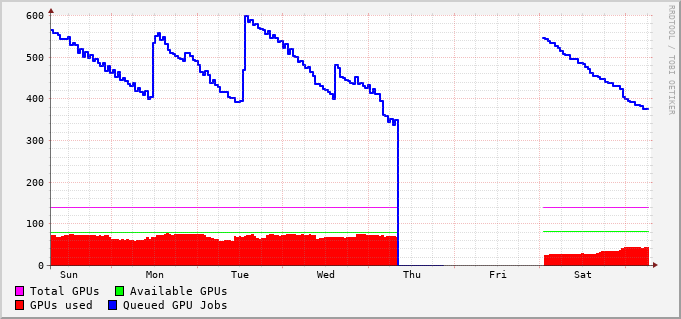 600
500
400
300
200
100
0
Sun Mon Tue Wed Thu Fri Sat
Total GPUs Available GPUs
GPUs used Queued GPU Jobs
RRDTOOL / TOBI OETIKER